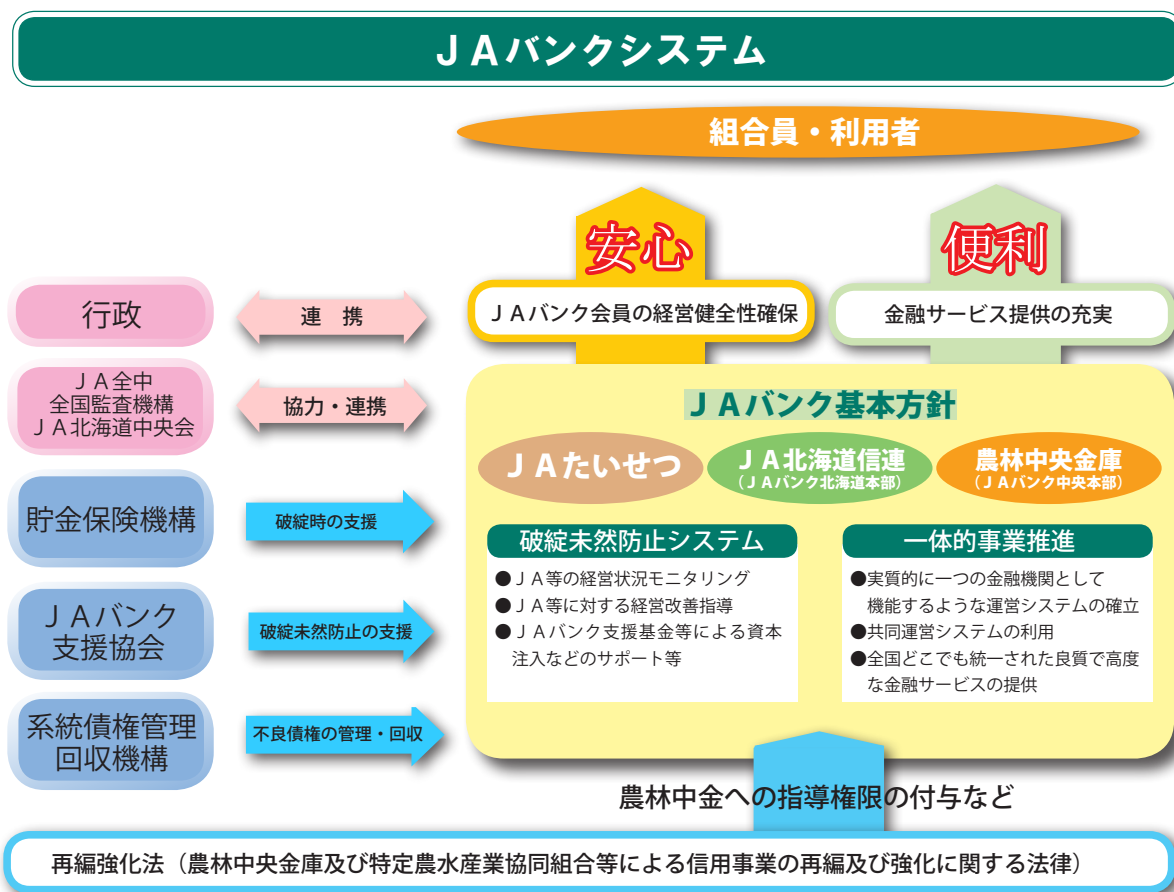 ＪＡバンクシステム
組合員・利用者
安心
便利
ＪＡバンク会員の経営健全性確保
金融サービス提供の充実
行政
連　携
ＪＡ全中
全国監査機構
ＪＡ北海道中央会
協力・連携
貯金保険機構
破綻時の支援
ＪＡバンク
支援協会
破綻未然防止の支援
系統債権管理
回収機構
不良債権の管理・回収
ＪＡバンク基本方針
ＪＡたいせつ
ＪＡ北海道信連
（ＪＡバンク北海道本部）
農林中央金庫
（ＪＡバンク中央本部）
破綻未然防止システム
●ＪＡ等の経営状況モニタリング
●ＪＡ等に対する経営改善指導
●ＪＡバンク支援基金等による資本
注入などのサポート等
一体的事業推進
●実質的に一つの金融機関として
機能するような運営システムの確立
●共同運営システムの利用
●全国どこでも統一された良質で高度
な金融サービスの提供
農林中金への指導権限の付与など
再編強化法（農林中央金庫及び特定農水産業協同組合等による信用事業の再編及び強化に関する法律）